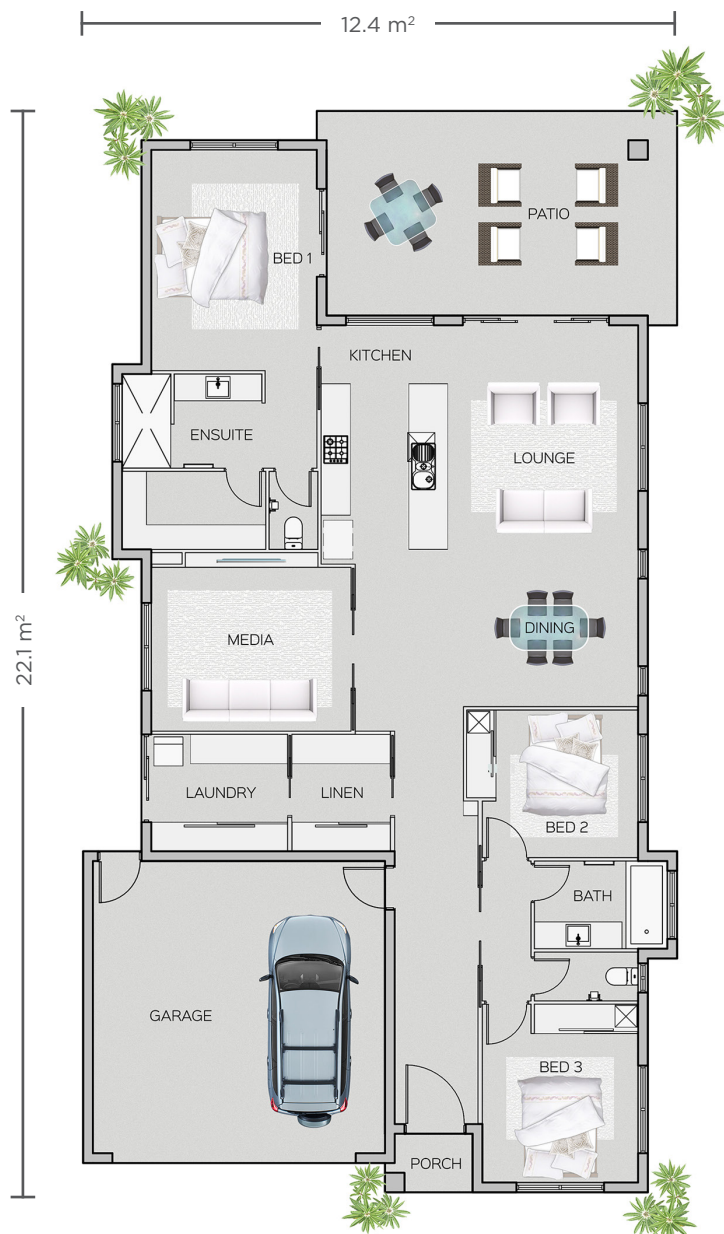 12.4 m²
PATIO
BED 1
KITCHEN
ENSUITE
LOUNGE
22.1 m²
MEDIA
DINING
LAUNDRY
LINEN
BED 2
BATH
GARAGE
BED 3
PORCH